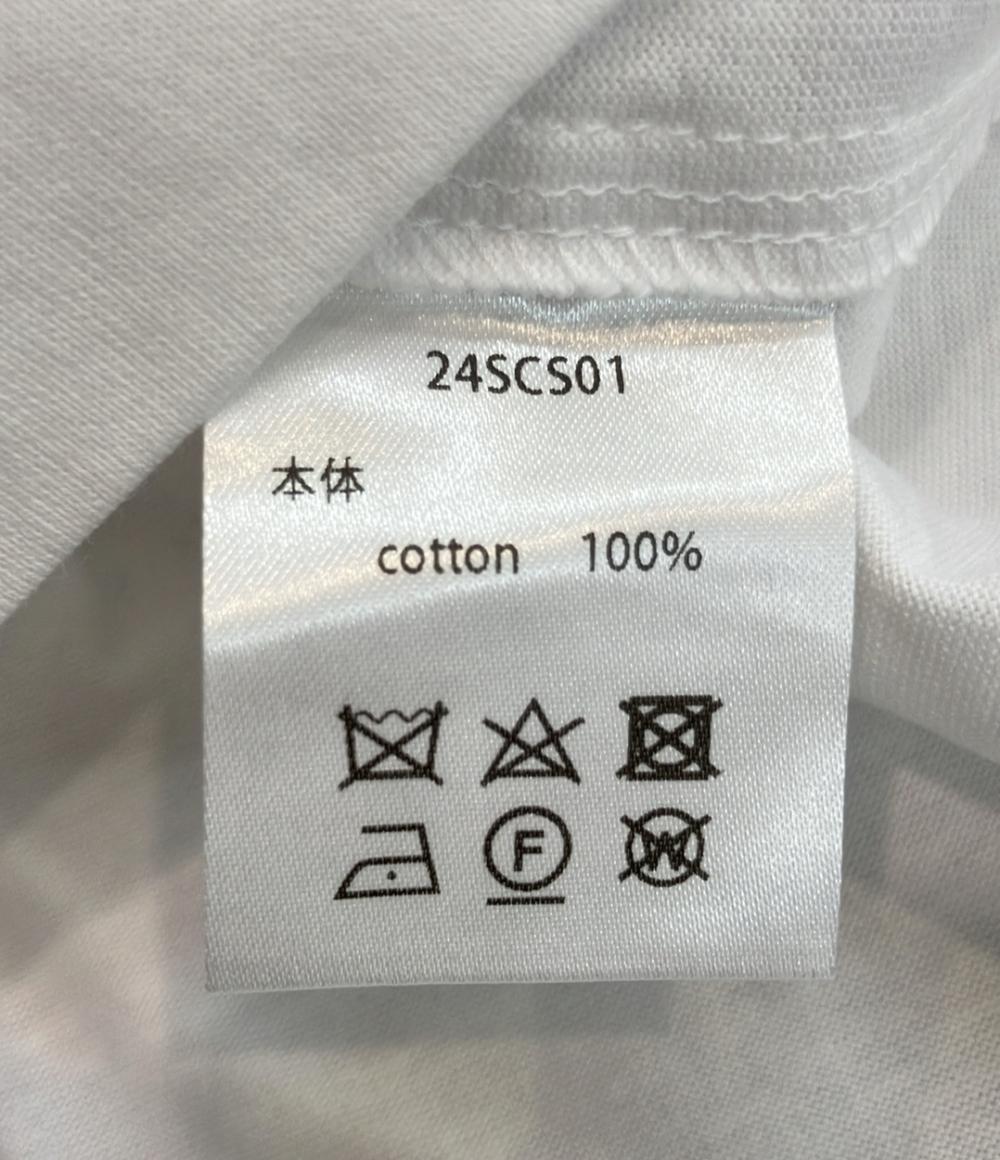 24SCS01
本体
cotton 100%
F W